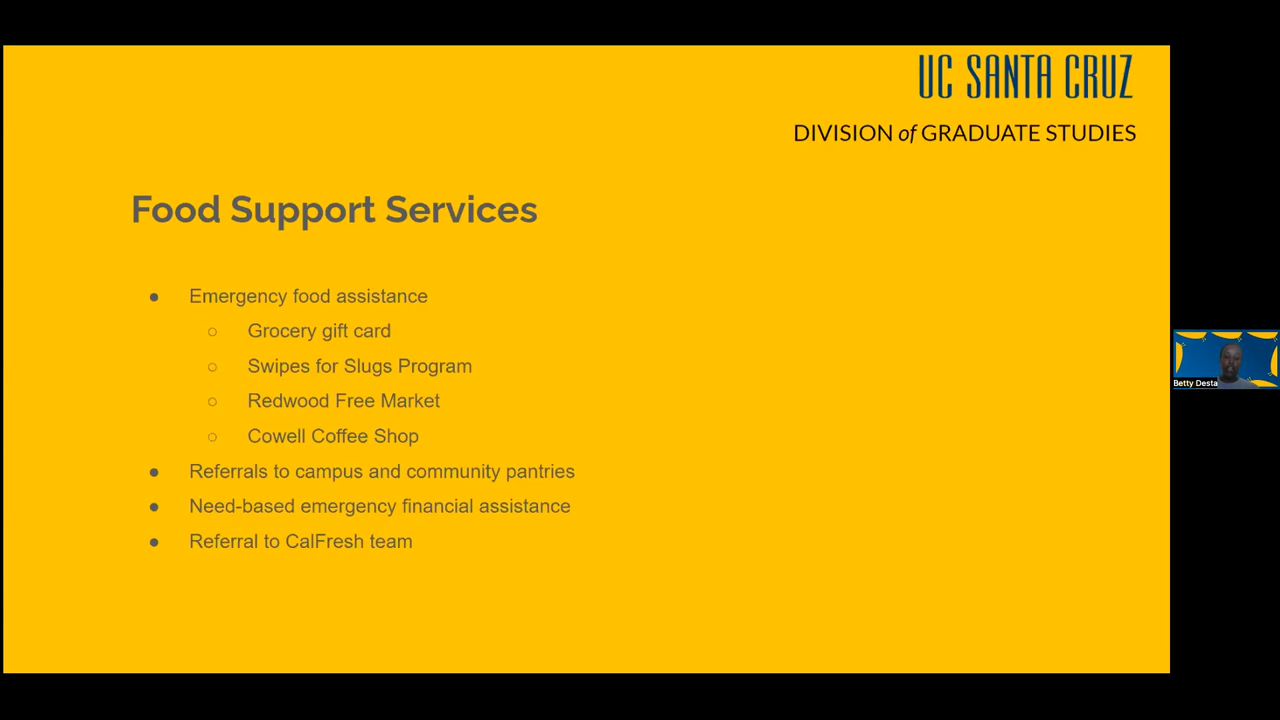 UC SANTA CRUZ
DIVISION of GRADUATE STUDIES
Food Support Services
● Emergency food assistance
○ Grocery gift card
○ Swipes for Slugs Program
○ Redwood Free Market
○ Cowell Coffee Shop
● Referrals to campus and community pantries
● Need-based emergency financial assistance
● Referral to CalFresh team
Betty Desta